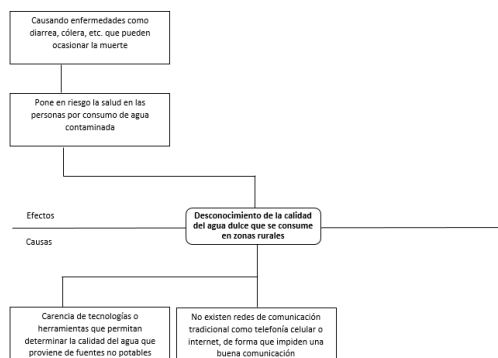 Causando enfermedades como
diarrea, cólera, etc. que pueden
ocasionar la muerte
Pone en riesgo la salud en las
personas por consumo de agua
contaminada
Efectos
Desconocimiento de la calidad
del agua dulce que se consume
en zonas rurales
Causas
Carencia de tecnologías o
herramientas que permitan
determinar la calidad del agua que
proviene de fuentes no potables
No existen redes de comunicación
tradicional como telefonía celular o
internet, de forma que impiden una
buena comunicación